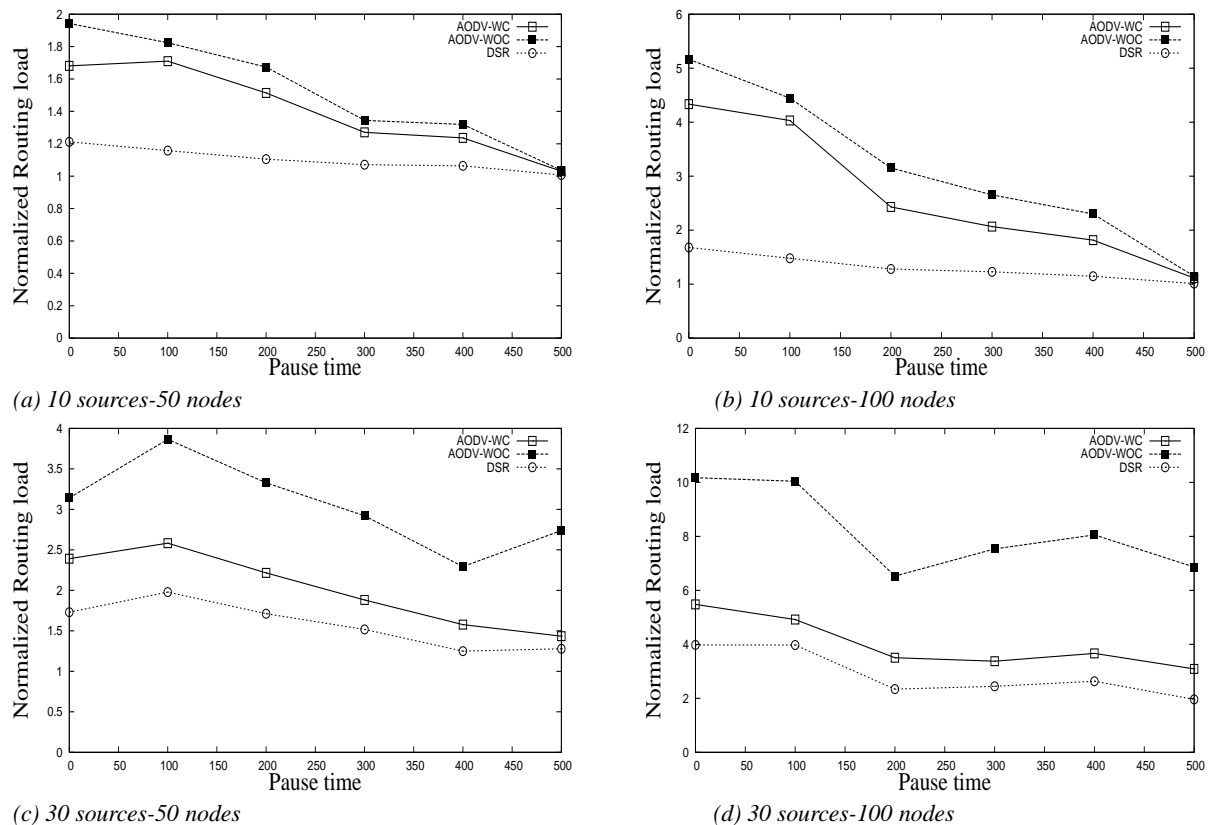 Normalized Routing load
2
1.8
1.6
1.4
1.2
1
0.8
0.6
0.4
0.2
0
AODV-WC
AODV-WOC
DSR
0 50 100 150 200 250 300 350 400 450 500
Pause time
(a) 10 sources-50 nodes
Normalized Routing load
6
5
4
3
2
1
0
AODV-WC
AODV-WOC
DSR
0 50 100 150 200 250 300 350 400 450 500
Pause time
(b) 10 sources-100 nodes
Normalized Routing load
4
3.5
3
2.5
2
1.5
1
0.5
0
AODV-WC
AODV-WOC
DSR
0 50 100 150 200 250 300 350 400 450 500
Pause time
(c) 30 sources-50 nodes
Normalized Routing load
12
10
8
6
4
2
0
AODV-WC
AODV-WOC
DSR
0 50 100 150 200 250 300 350 400 450 500
Pause time
(d) 30 sources-100 nodes